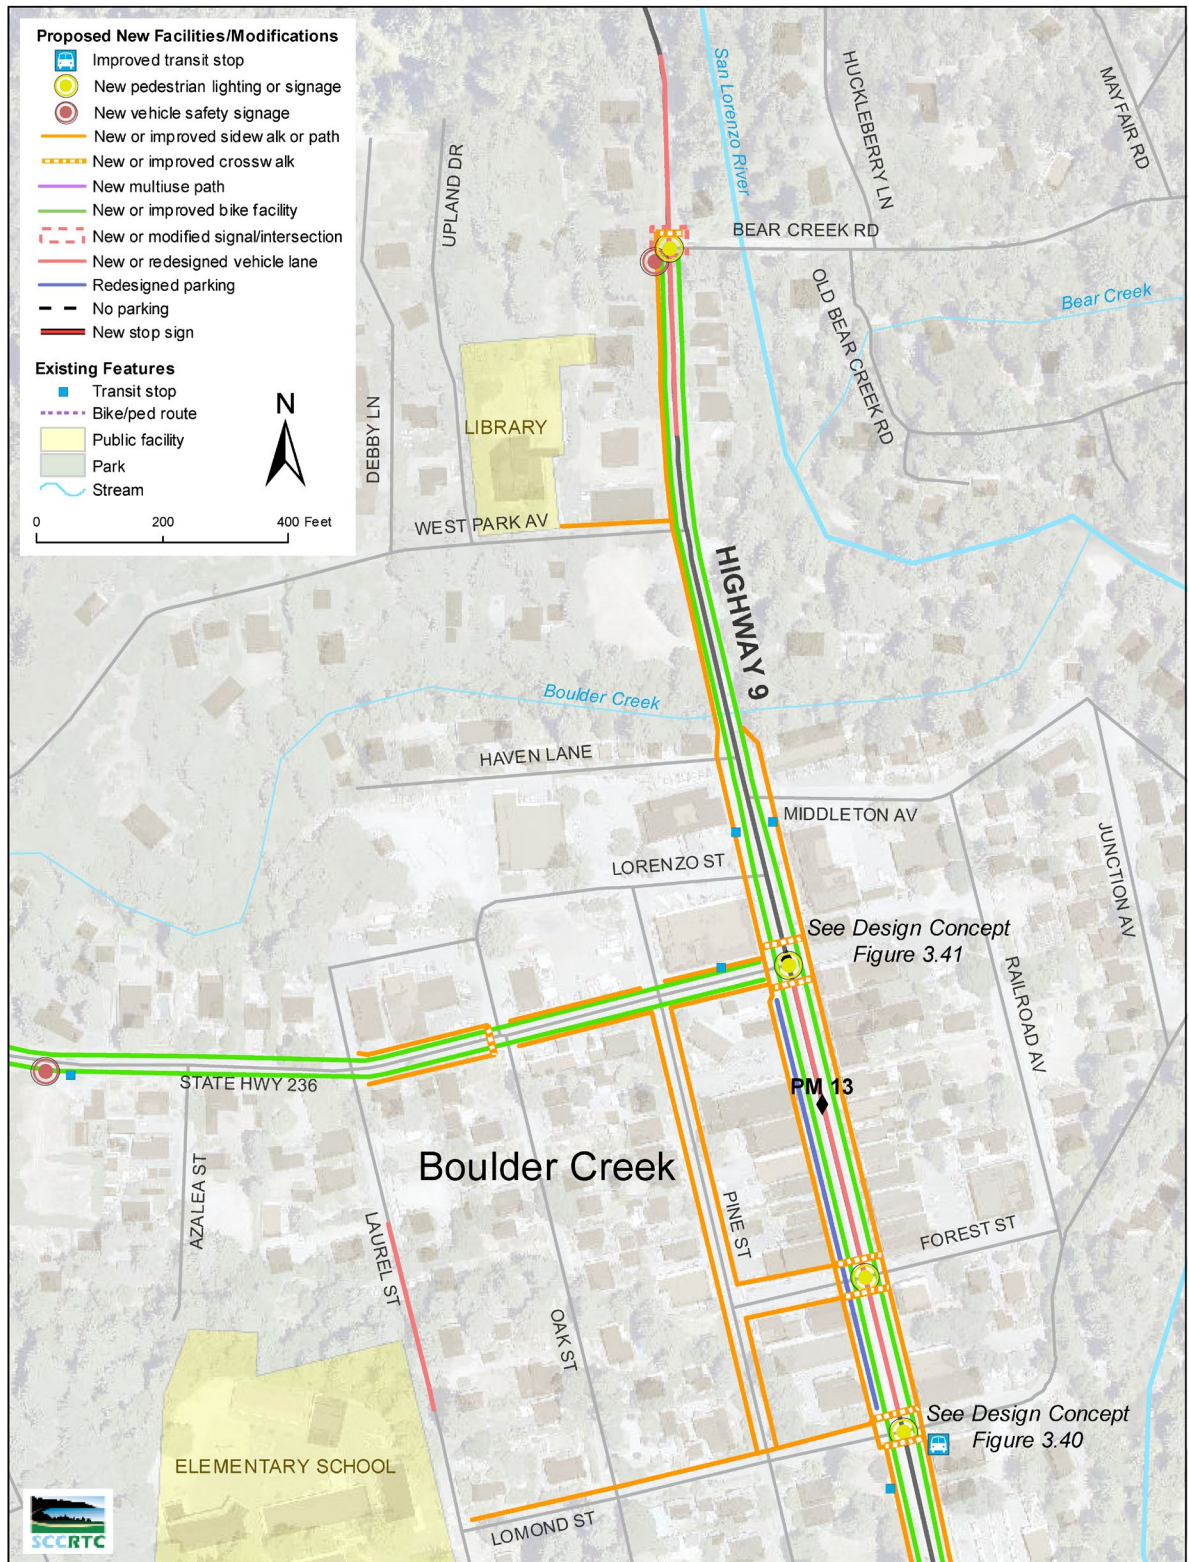 Proposed New Facilities/Modifications
Improved transit stop
New pedestrian lighting or signage
New vehicle safety signage
New or improved sidewalk or path
New or improved crosswalk
New multiuse path
New or improved bike facility
New or modified signal/intersection
New or redesigned vehicle lane
Redesigned parking
No parking
New stop sign
Existing Features
Transit stop
Bike/ped route
Public facility
Park
Stream
N
0 200 400 Feet
San Lorenzo River
HUCKLEBERRY LN
MAYFAIR RD
UPLAND DR
BEAR CREEK RD
OLD BEAR CREEK RD
Bear Creek
DEBBY LN
LIBRARY
WEST PARK AV
HIGHWAY 9
Boulder Creek
HAVEN LANE
MIDDLETON AV
JUNCTION AV
LORENZO ST
See Design Concept
Figure 3.41
RAILROAD AV
STATE HWY 236
PM 13
Boulder Creek
AZALEA ST
LAUREL ST
PINE ST
FOREST ST
OAK ST
See Design Concept
Figure 3.40
ELEMENTARY SCHOOL
LOMOND ST
SCCRTC